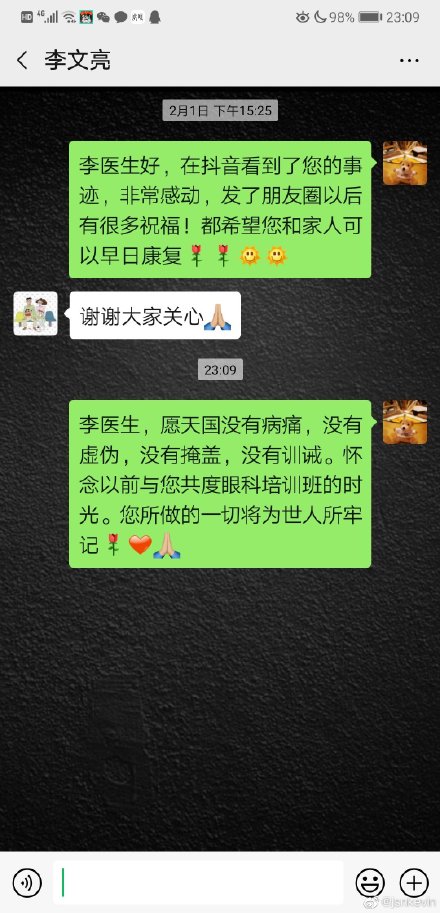 HD 4G 98% 23:09
李文亮
2月1日 下午15:25
李医生好，在抖音看到了您的事
迹，非常感动，发了朋友圈以后
有很多祝福！都希望您和家人可
以早日康复🌹🌹🌞🌞
谢谢大家关心🙏
23:09
李医生，愿天国没有病痛，没有
虚伪，没有掩盖，没有训诫。怀
念以前与您共度眼科培训班的时
光。您所做的一切将为世人所牢
记🌹❤️🙏
@jsnkevin